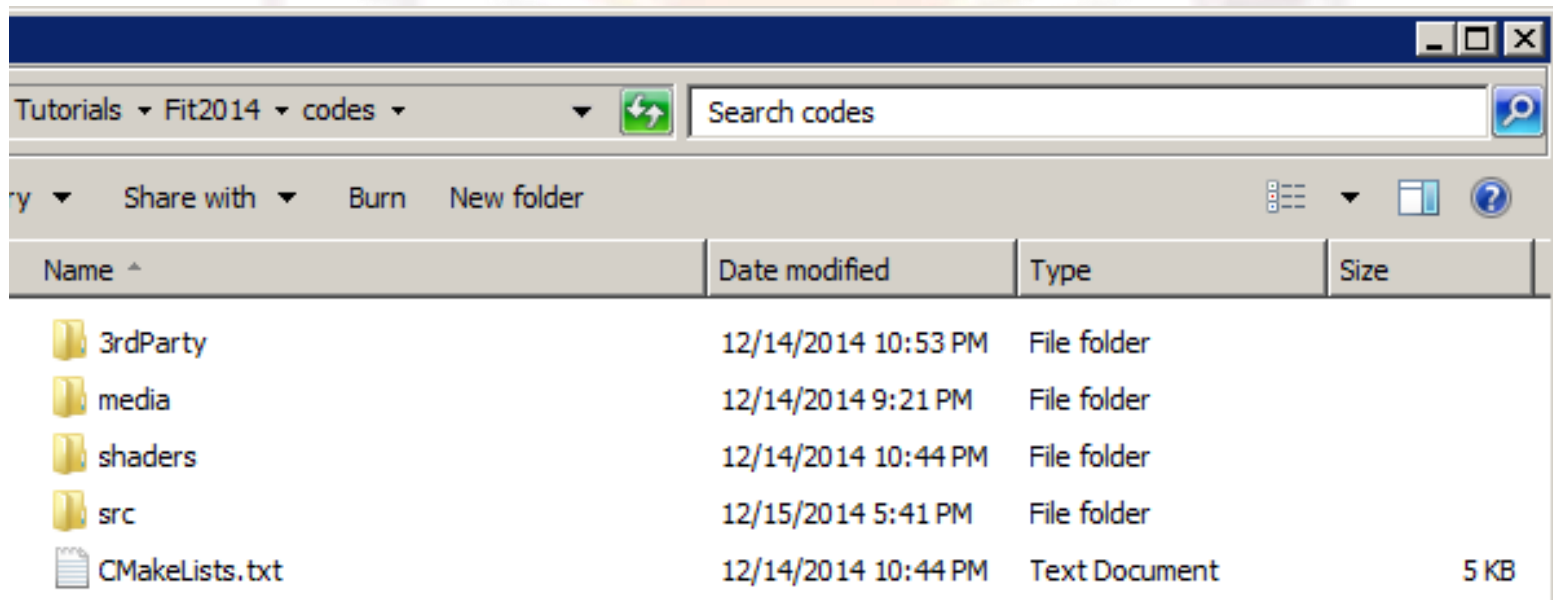 Tutorials Fit2014 codes Search codes
ry Share with Burn New folder
Name Date modified Type Size
3rdParty 12/14/2014 10:53 PM File folder
media 12/14/2014 9:21 PM File folder
shaders 12/14/2014 10:44 PM File folder
src 12/15/2014 5:41 PM File folder
CMakeLists.txt 12/14/2014 10:44 PM Text Document 5 KB